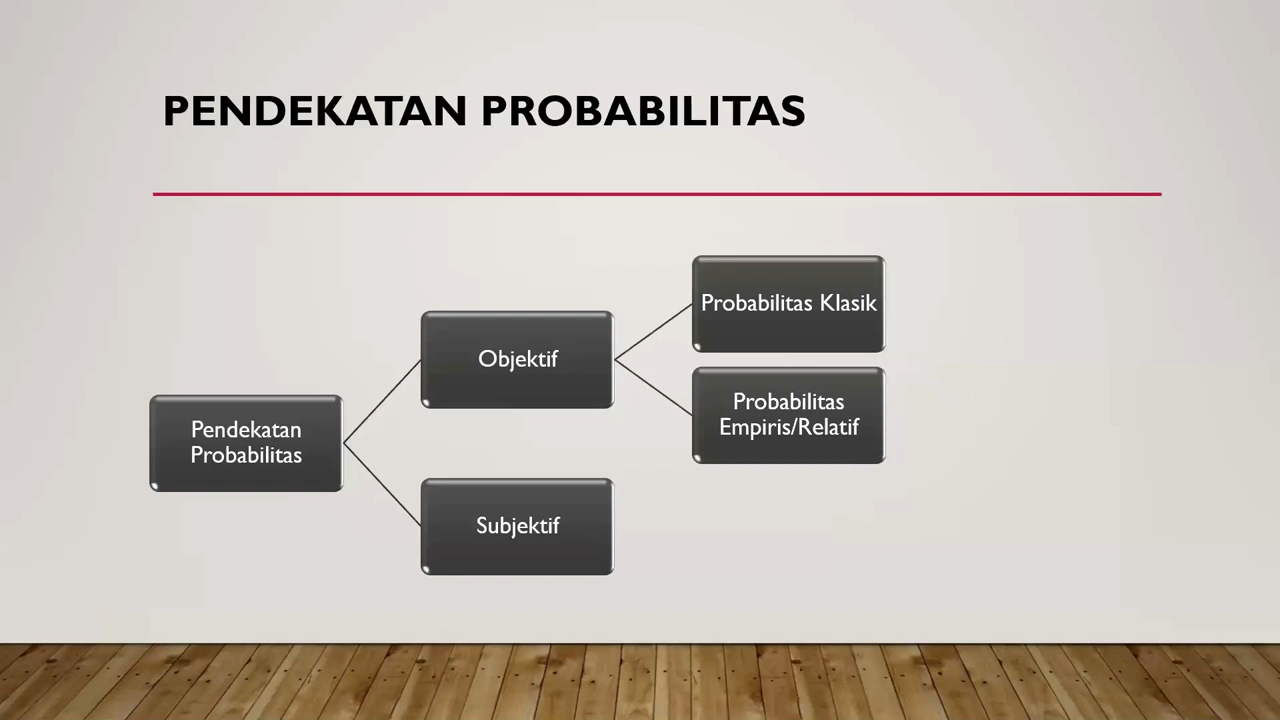 PENDEKATAN PROBABILITAS
Pendekatan
Probabilitas
Objektif
Probabilitas Klasik
Probabilitas
Empiris/Relatif
Subjektif